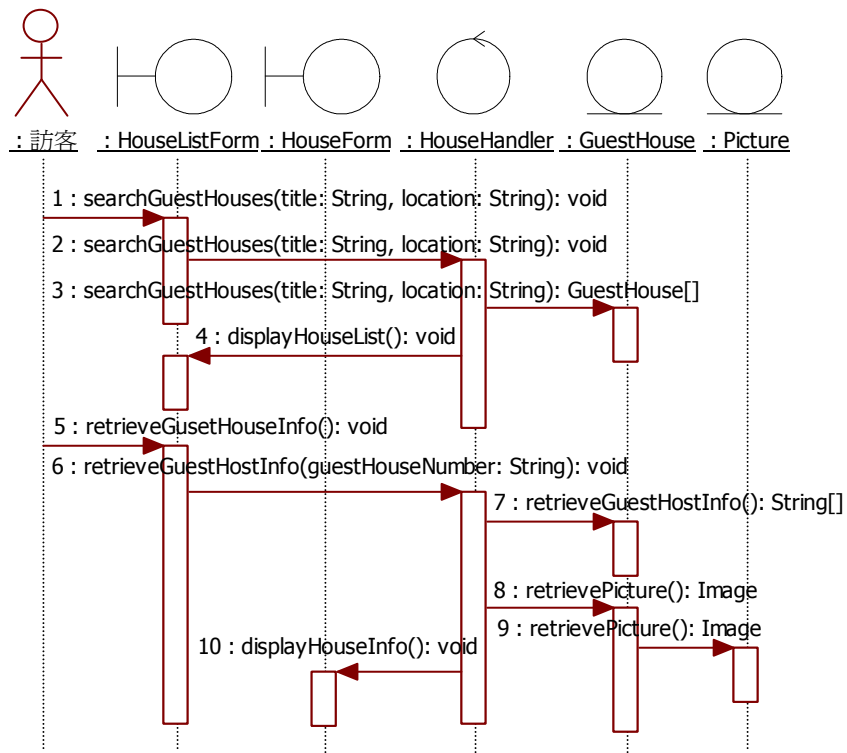 : 訪客 : HouseListForm : HouseForm : HouseHandler : GuestHouse : Picture
1 : searchGuestHouses(title: String, location: String): void
2 : searchGuestHouses(title: String, location: String): void
3 : searchGuestHouses(title: String, location: String): GuestHouse[]
4 : displayHouseList(): void
5 : retrieveGusetHouseInfo(): void
6 : retrieveGuestHostInfo(guestHouseNumber: String): void
7 : retrieveGuestHostInfo(): String[]
8 : retrievePicture(): Image
9 : retrievePicture(): Image
10 : displayHouseInfo(): void